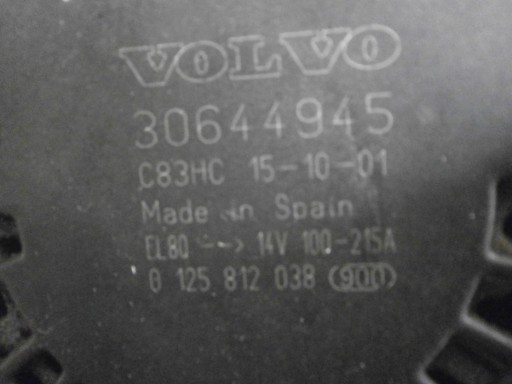 VOLVO
30644945
C83HC 15-10-01
Made in Spain
EL80 --> 14V 100-215A
0 125 812 038 (900)